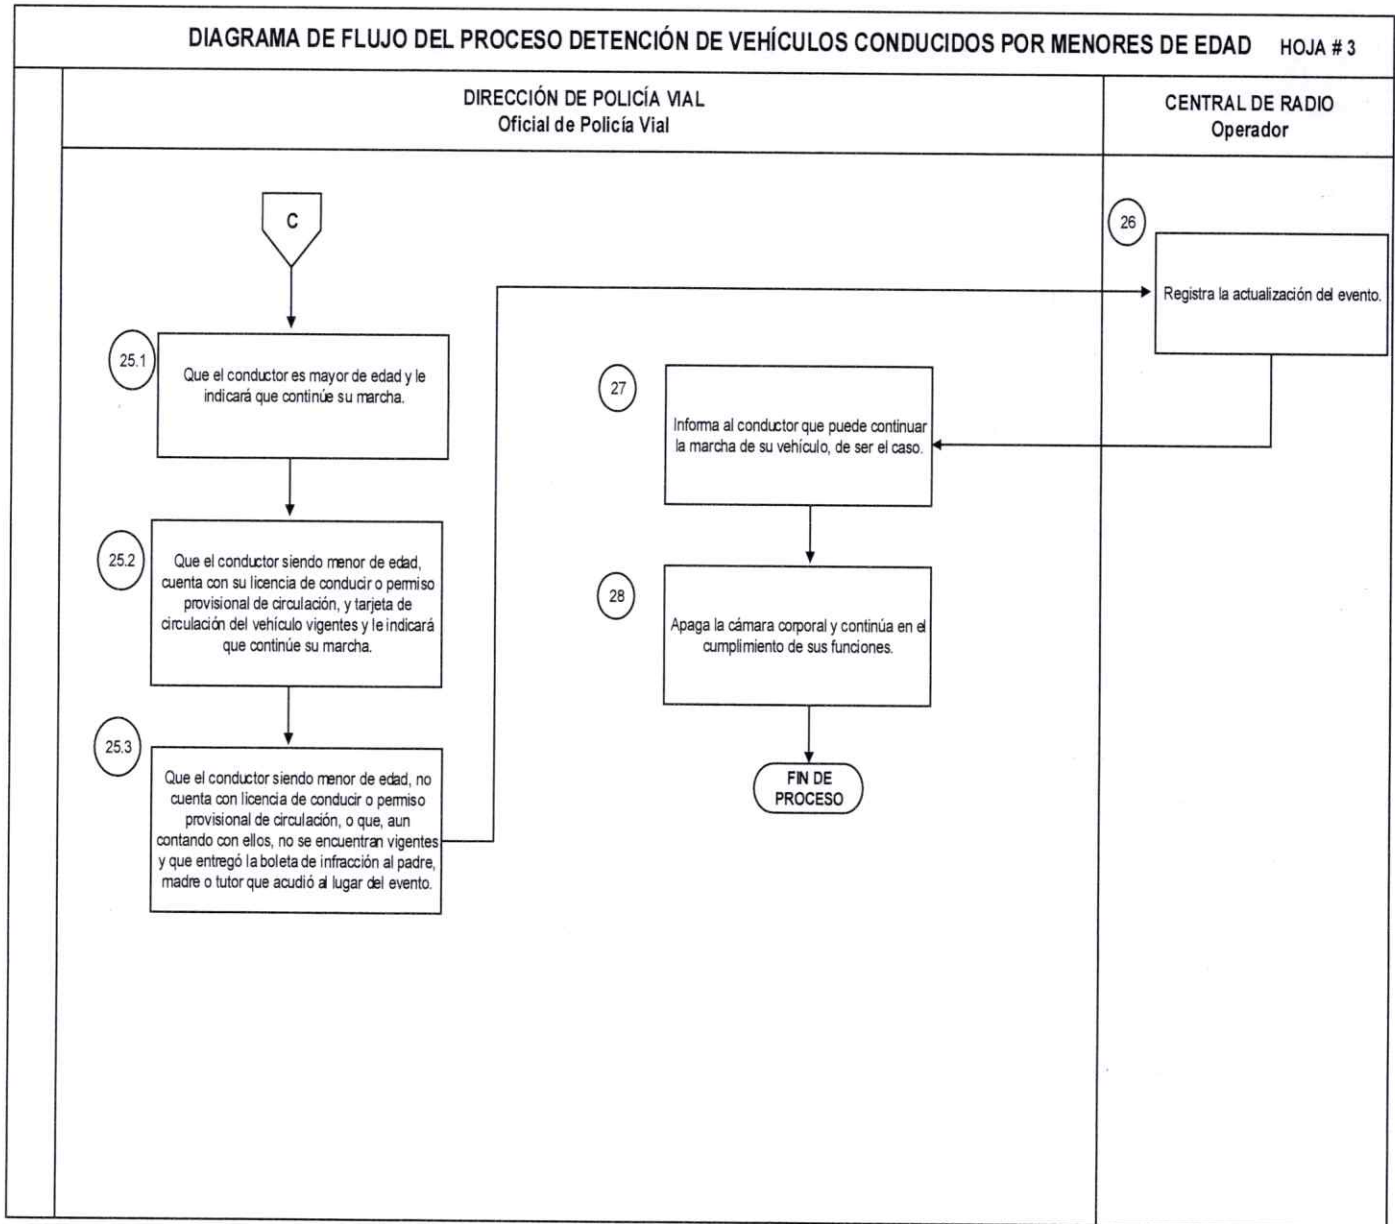 DIAGRAMA DE FLUJO DEL PROCESO DETENCIÓN DE VEHÍCULOS CONDUCIDOS POR MENORES DE EDAD HOJA # 3
DIRECCIÓN DE POLICÍA VIAL
Oficial de Policía Vial
CENTRAL DE RADIO
Operador
C
25.1
Que el conductor es mayor de edad y le
indicará que continúe su marcha.
25.2
Que el conductor siendo menor de edad,
cuenta con su licencia de conducir o permiso
provisional de circulación, y tarjeta de
circulación del vehículo vigentes y le indicará
que continúe su marcha.
25.3
Que el conductor siendo menor de edad, no
cuenta con licencia de conducir o permiso
provisional de circulación, o que, aun
contando con ellos, no se encuentran vigentes
y que entregó la boleta de infracción al padre,
madre o tutor que acudió al lugar del evento.
26
Registra la actualización del evento.
27
Informa al conductor que puede continuar
la marcha de su vehículo, de ser el caso.
28
Apaga la cámara corporal y continúa en el
cumplimiento de sus funciones.
FIN DE
PROCESO